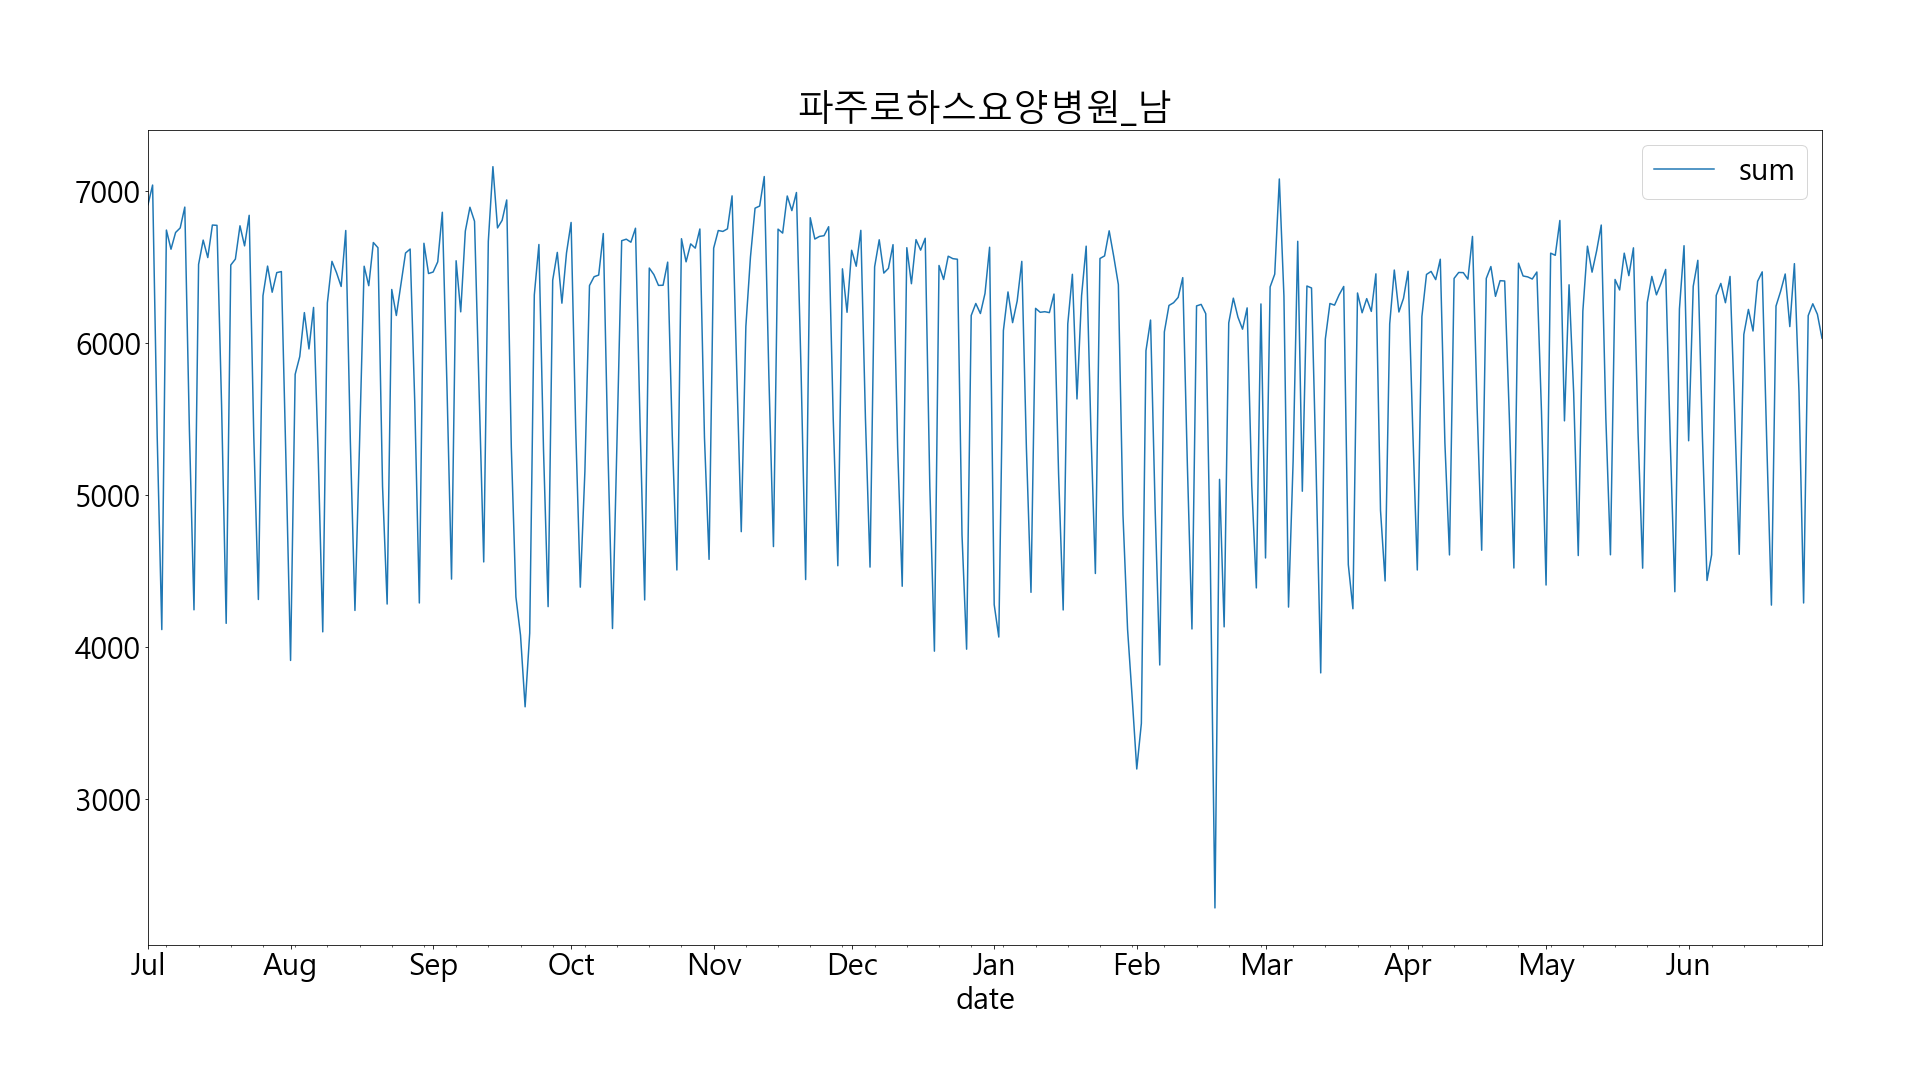 파주로하스요양병원_남
sum
7000
6000
5000
4000
3000
Jul Aug Sep Oct Nov Dec Jan Feb Mar Apr May Jun
date